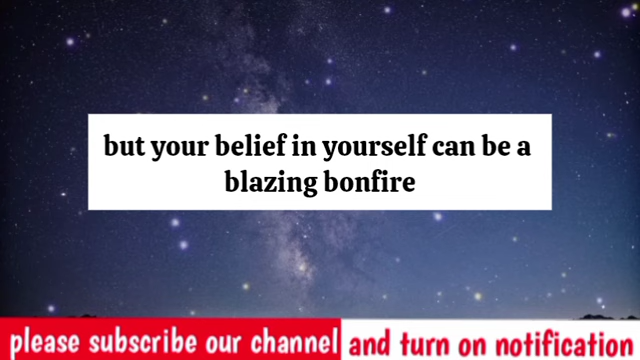 but your belief in yourself can be a
blazing bonfire
please subscribe our channel and turn on notification